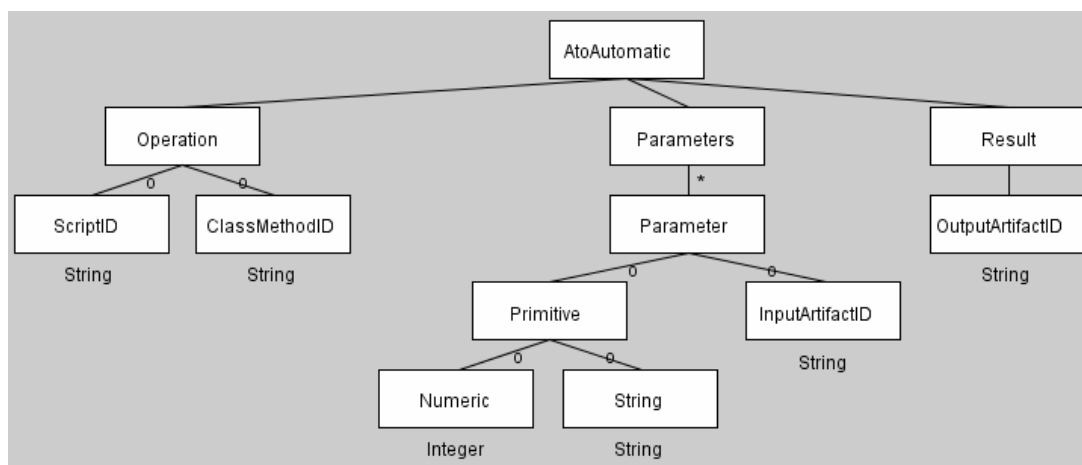 AtoAutomatic
Operation Parameters Result
0 0 *
ScriptID ClassMethodID Parameter OutputArtifactID
String String String
0 0
Primitive InputArtifactID
String
0 0
Numeric String
Integer String